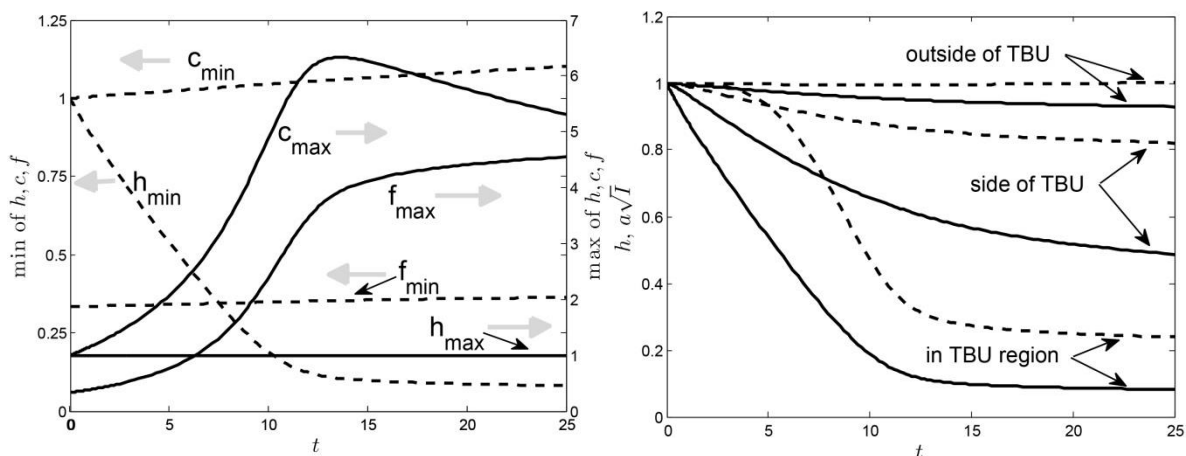 1.25
1
0.75
0.5
0.25
0
min of h, c, f
c_min
h_min
c_max
f_max
f_min
h_max
7
6
5
4
3
2
1
0
max of h, c, f
0 5 10 15 20 25
t
1.2
1
0.8
0.6
0.4
0.2
0
h, a√I
outside of TBU
side of TBU
in TBU region
0 5 10 15 20 25
t